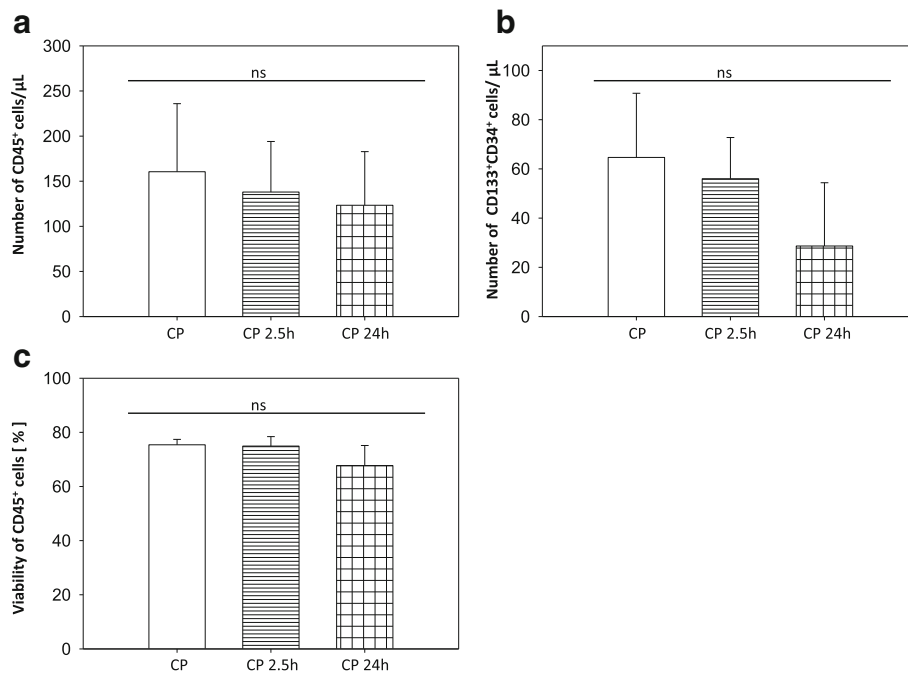 a
Number of CD45⁺ cells/µL
300
250
200
150
100
50
0
ns
CP
CP 2.5h
CP 24h
b
Number of CD133⁺CD34⁺ cells/ µL
100
80
60
40
20
0
ns
CP
CP 2.5h
CP 24h
c
Viability of CD45⁺ cells [ % ]
100
80
60
40
20
0
ns
CP
CP 2.5h
CP 24h